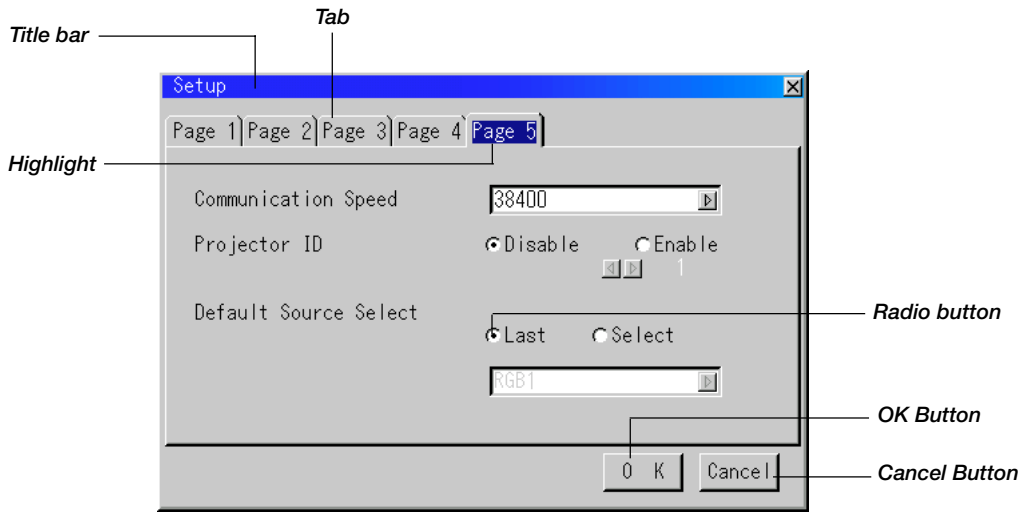 Tab
Title bar
Setup
Page 1 Page 2 Page 3 Page 4 Page 5
Highlight
Communication Speed 38400
Projector ID Disable Enable
1
Default Source Select
Last Select
Radio button
RGB1
OK Button
O K Cancel
Cancel Button